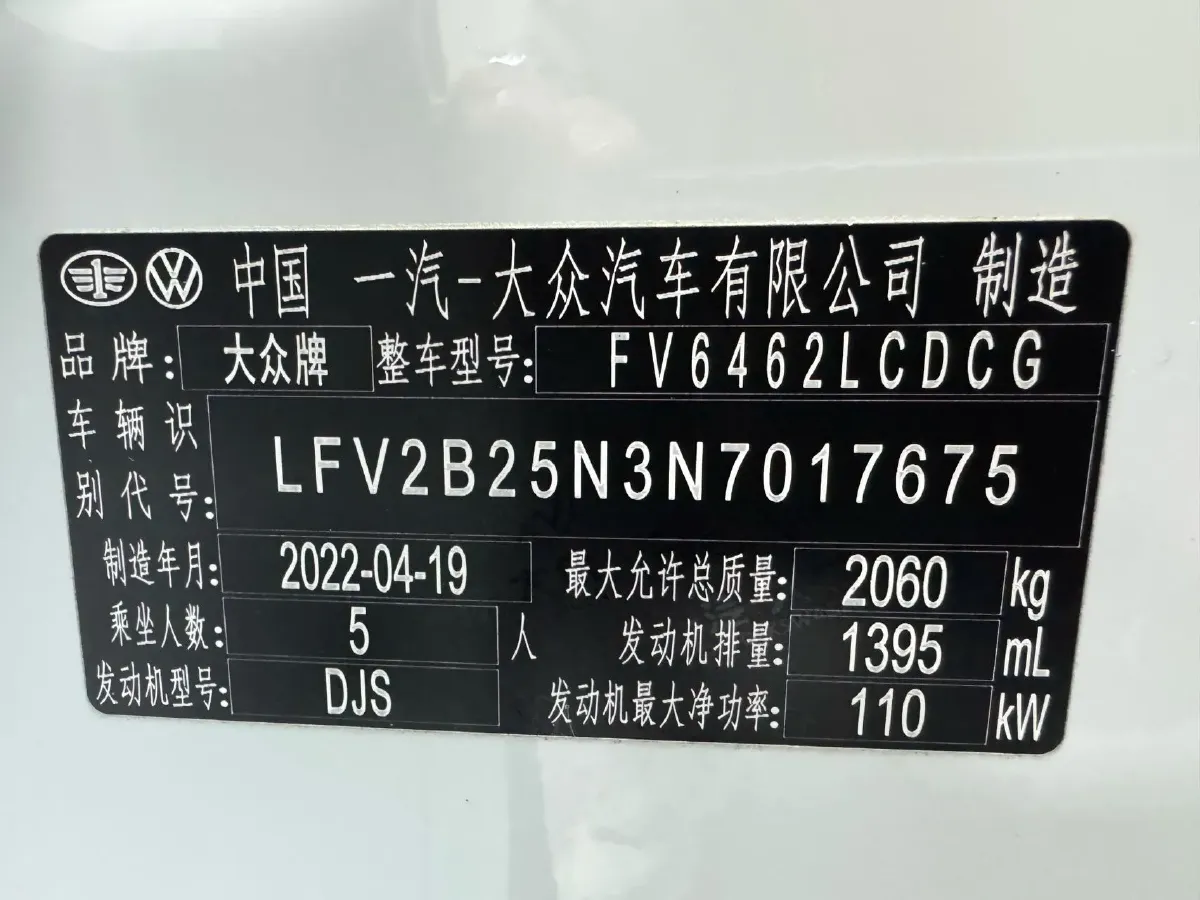 中国 一汽-大众汽车有限公司 制造
品牌: 大众牌 整车型号: FV6462LCDCG
车辆识别代号: LFV2B25N3N7017675
制造年月: 2022-04-19 最大允许总质量: 2060 kg
乘坐人数: 5 人 发动机排量: 1395 mL
发动机型号: DJS 发动机最大净功率: 110 kW